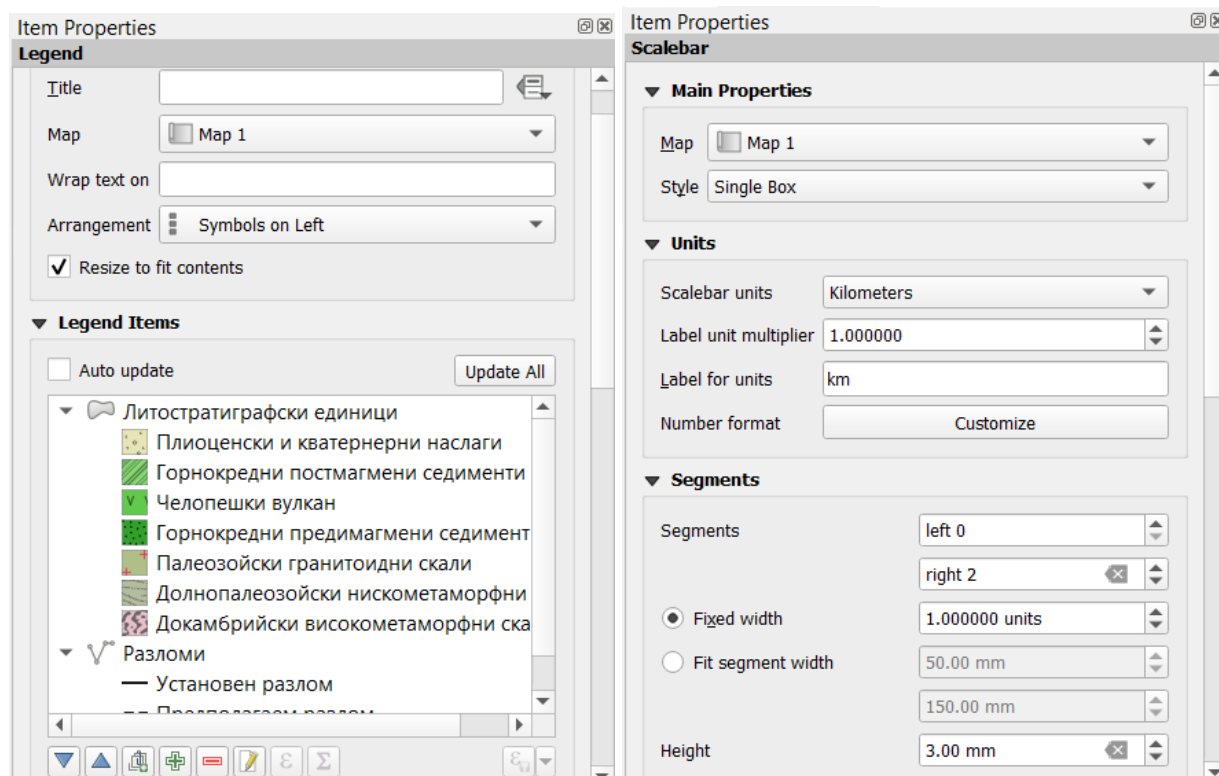 Item Properties
Legend
Title
Map Map 1
Wrap text on
Arrangement Symbols on Left
Resize to fit contents
Legend Items
Auto update Update All
Литостратиграфски единици
Плиоценски и кватернерни наслаги
Горнокредни постмагмени седименти
Челопешки вулкан
Горнокредни предимагмени седимент
Палеозойски гранитоидни скали
Долнопалеозойски нискометаморфни
Докамбрийски високометаморфни ска
Разломи
Установен разлом
Предполагаем разлом
ε Σ ε
Item Properties
Scalebar
Main Properties
Map Map 1
Style Single Box
Units
Scalebar units Kilometers
Label unit multiplier 1.000000
Label for units km
Number format Customize
Segments
Segments left 0
right 2
Fixed width 1.000000 units
Fit segment width 50.00 mm
150.00 mm
Height 3.00 mm